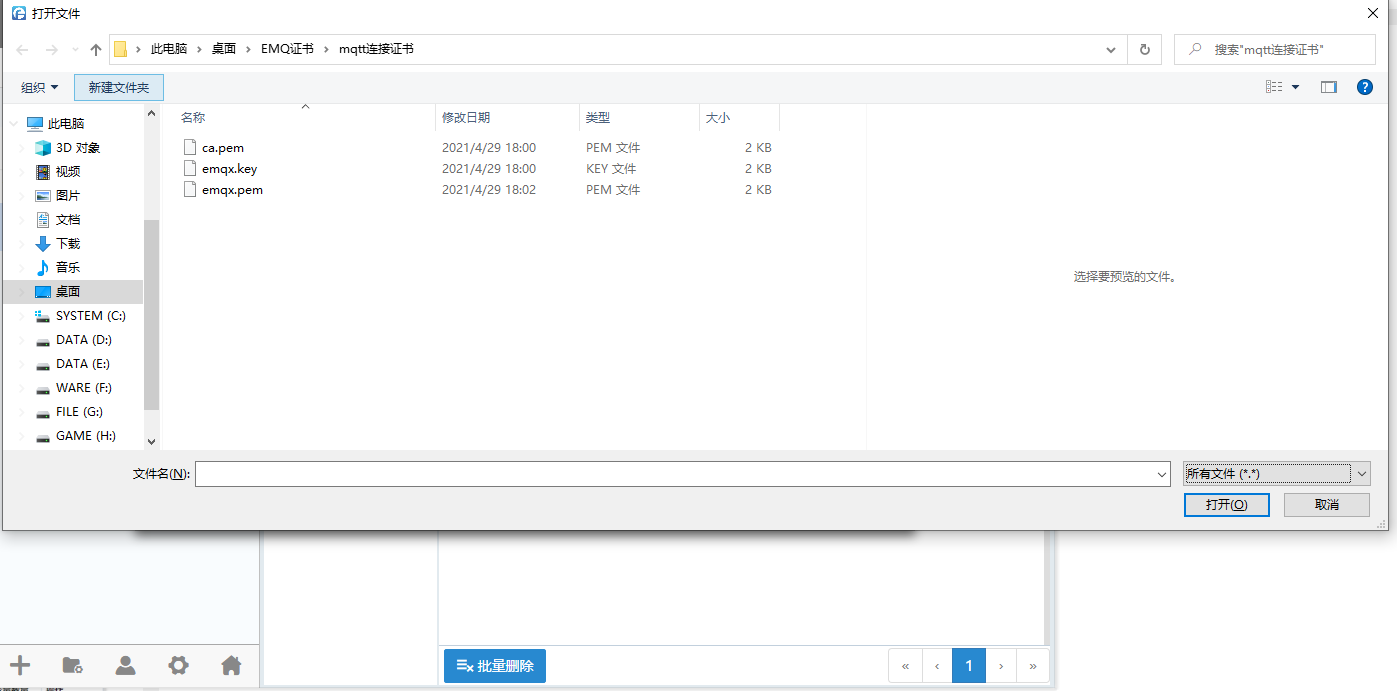 打开文件
此电脑 › 桌面 › EMQ证书 › mqtt连接证书
搜索"mqtt连接证书"
组织 新建文件夹
名称 修改日期 类型 大小
ca.pem 2021/4/29 18:00 PEM 文件 2 KB
emqx.key 2021/4/29 18:00 KEY 文件 2 KB
emqx.pem 2021/4/29 18:02 PEM 文件 2 KB
此电脑
3D 对象
视频
图片
文档
下载
音乐
桌面
SYSTEM (C:)
DATA (D:)
DATA (E:)
WARE (F:)
FILE (G:)
GAME (H:)
选择要预览的文件。
文件名(N):
所有文件 (*.*)
打开(O) 取消
批量删除
« ‹ 1 › »